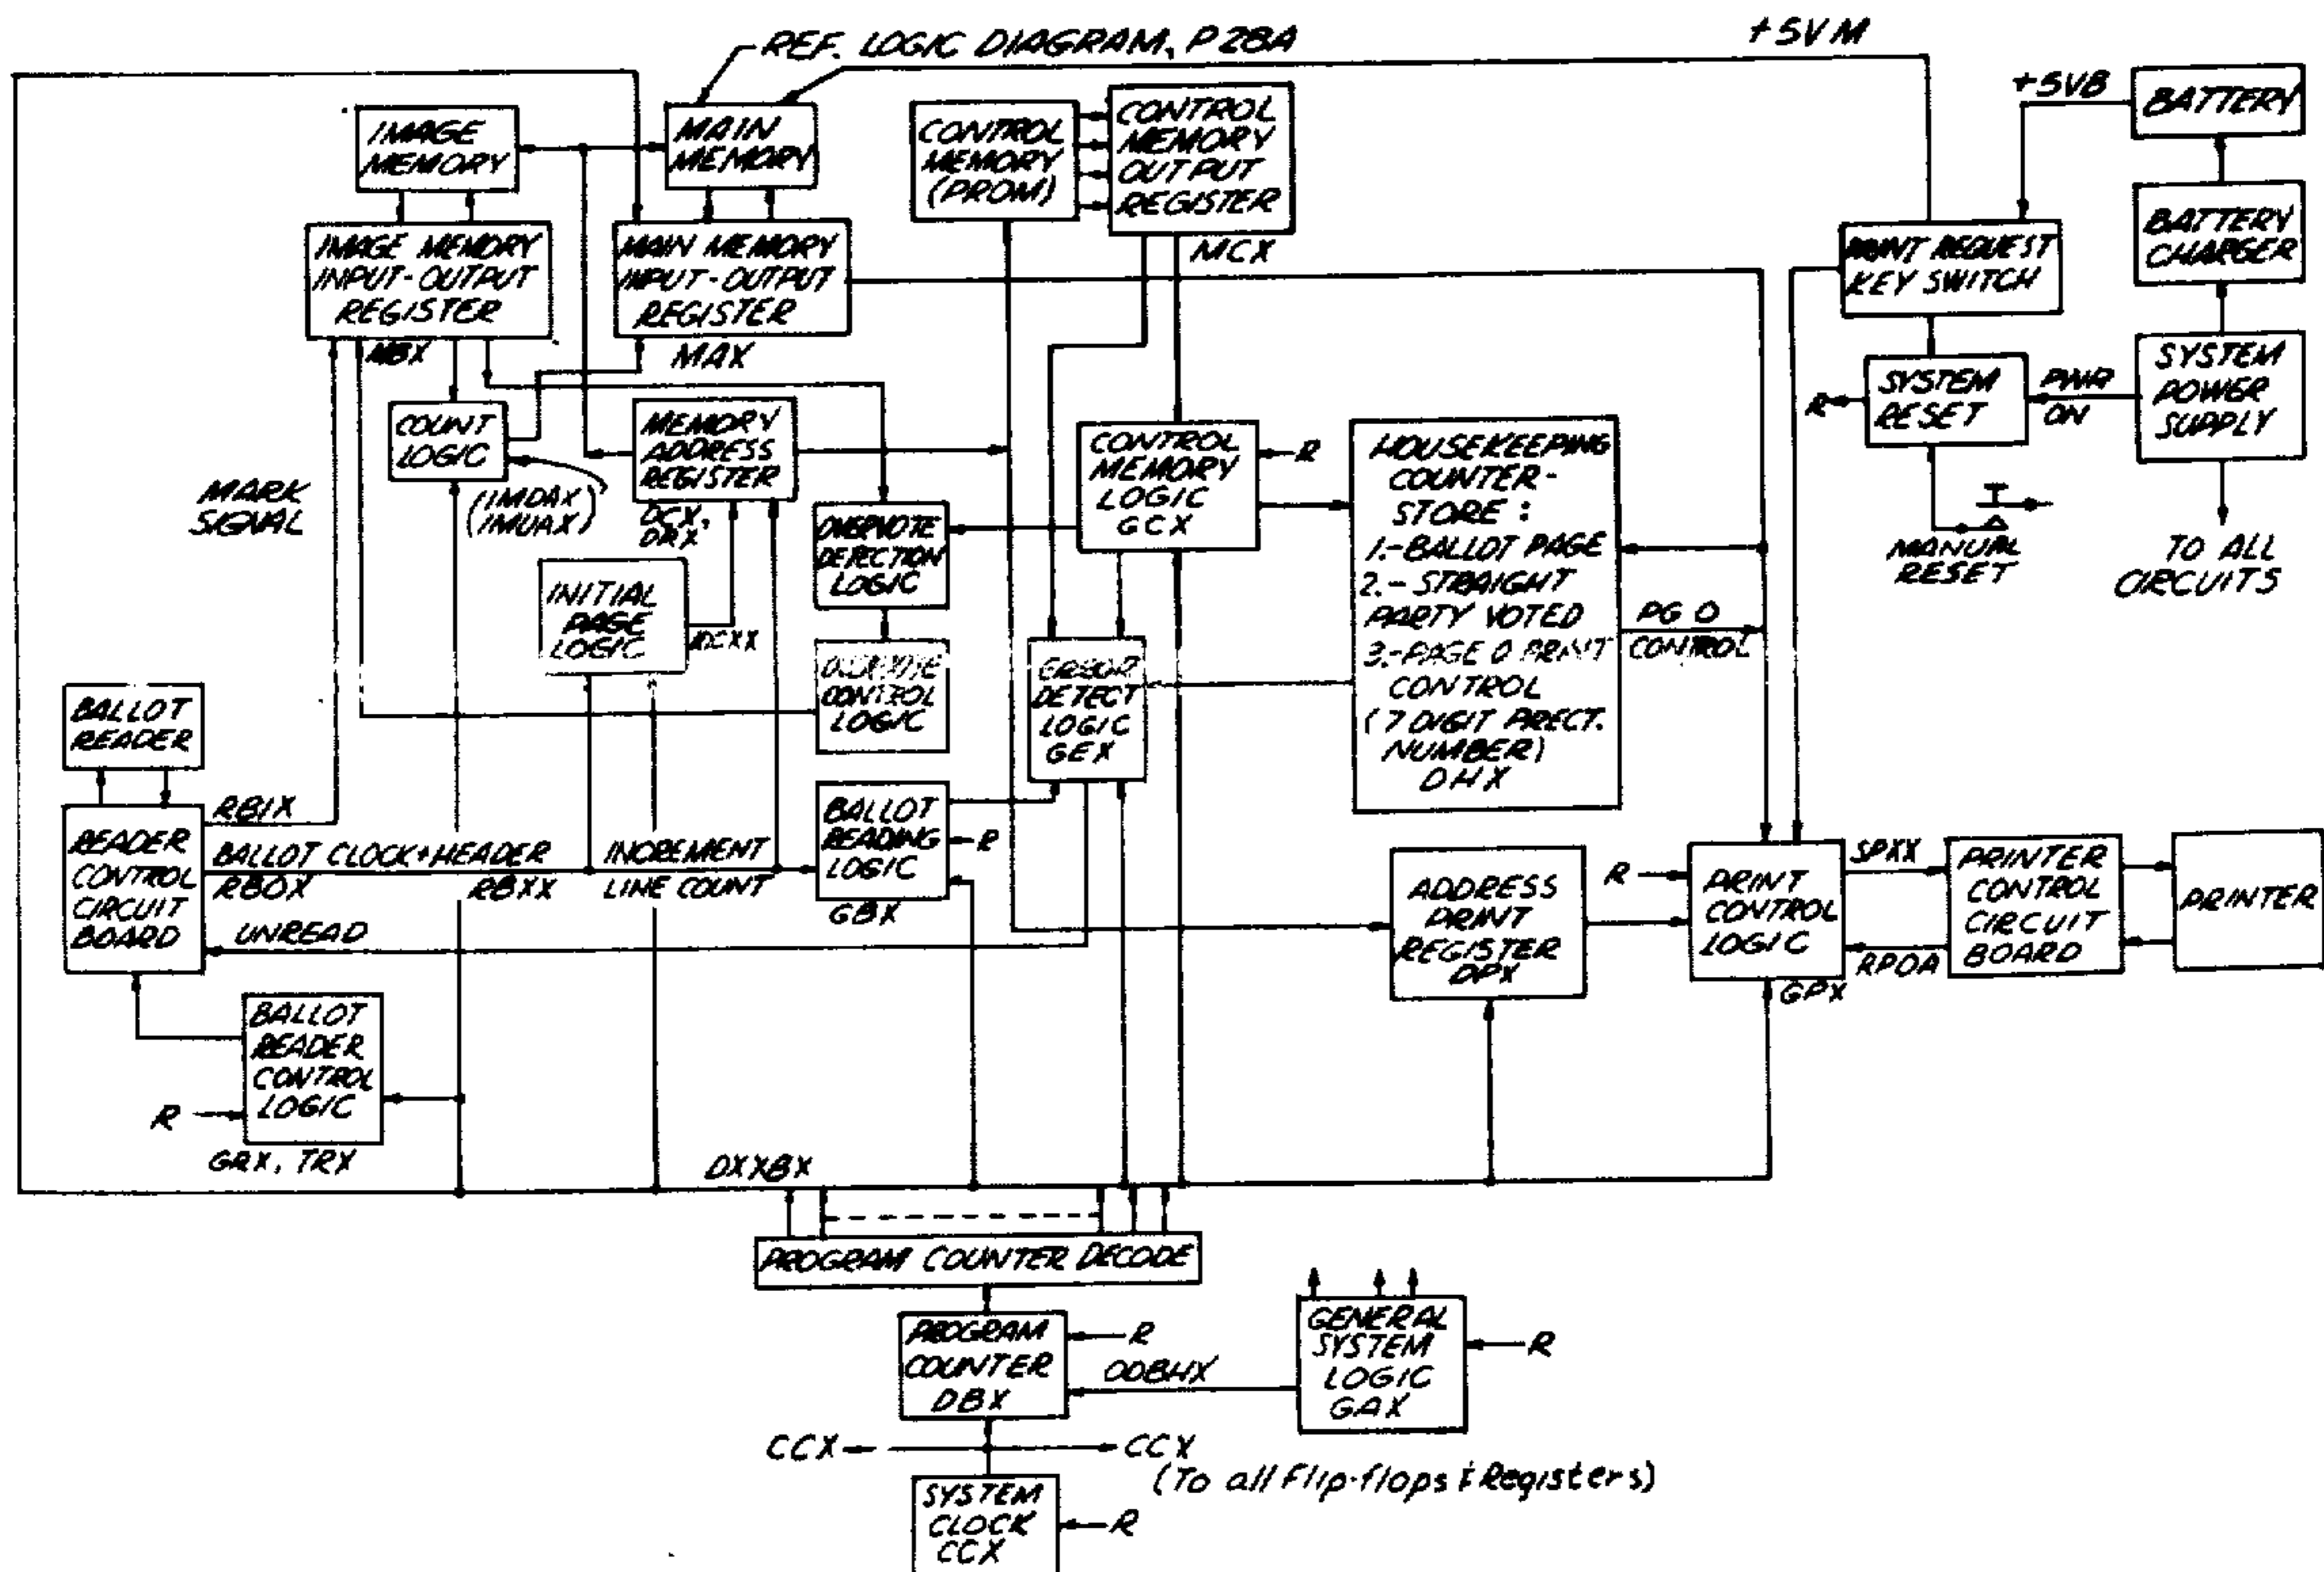 REF. LOGIC DIAGRAM, P28A
+5VM
+5VB
BATTERY
IMAGE
MEMORY
MAIN
MEMORY
CONTROL
MEMORY
(PROM)
CONTROL
MEMORY
OUTPUT
REGISTER
MCX
BATTERY
CHARGER
IMAGE MEMORY
INPUT-OUTPUT
REGISTER
MBX
MAIN MEMORY
INPUT-OUTPUT
REGISTER
MAX
PRINT REQUEST
KEY SWITCH
SYSTEM
RESET
R
PWR
ON
SYSTEM
POWER
SUPPLY
MANUAL
RESET
TO ALL
CIRCUITS
MARK
SIGNAL
COUNT
LOGIC
(IMDAX)
(IMUAX)
MEMORY
ADDRESS
REGISTER
DCX,
DRX
CONTROL
MEMORY
LOGIC
GCX
R
HOUSEKEEPING
COUNTER-
STORE :
1.-BALLOT PAGE
2.-STRAIGHT
PARTY VOTED
3.-PAGE 0 PRINT
CONTROL
(7 DIGIT PRECT.
NUMBER)
DHX
PG 0
CONTROL
OVERVOTE
DETECTION
LOGIC
INITIAL
PAGE
LOGIC
CONTROL
LOGIC
ERROR
DETECT
LOGIC
GEX
BALLOT
READER
READER
CONTROL
CIRCUIT
BOARD
RBIX
BALLOT CLOCK+HEADER
RBOX
RBXX
INCREMENT
LINE COUNT
UNREAD
BALLOT
READING
LOGIC
GBX
R
ADDRESS
PRINT
REGISTER
DPX
R
PRINT
CONTROL
LOGIC
GPX
SPXX
RPOA
PRINTER
CONTROL
CIRCUIT
BOARD
PRINTER
BALLOT
READER
CONTROL
LOGIC
R
GRX, TRX
DXXBX
PROGRAM COUNTER DECODE
PROGRAM
COUNTER
DBX
R
ODBHX
GENERAL
SYSTEM
LOGIC
GAX
R
CCX
CCX
(To all Flip-flops & Registers)
SYSTEM
CLOCK
CCX
R